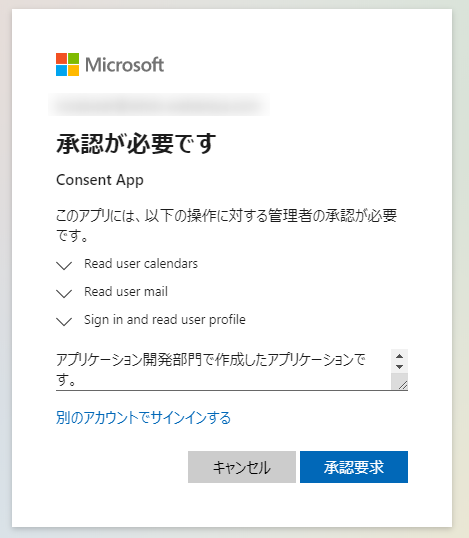 Microsoft
承認が必要です
Consent App
このアプリには、以下の操作に対する管理者の承認が必要
です。
Read user calendars
Read user mail
Sign in and read user profile
アプリケーション開発部門で作成したアプリケーションで
す。
別のアカウントでサインインする
キャンセル
承認要求